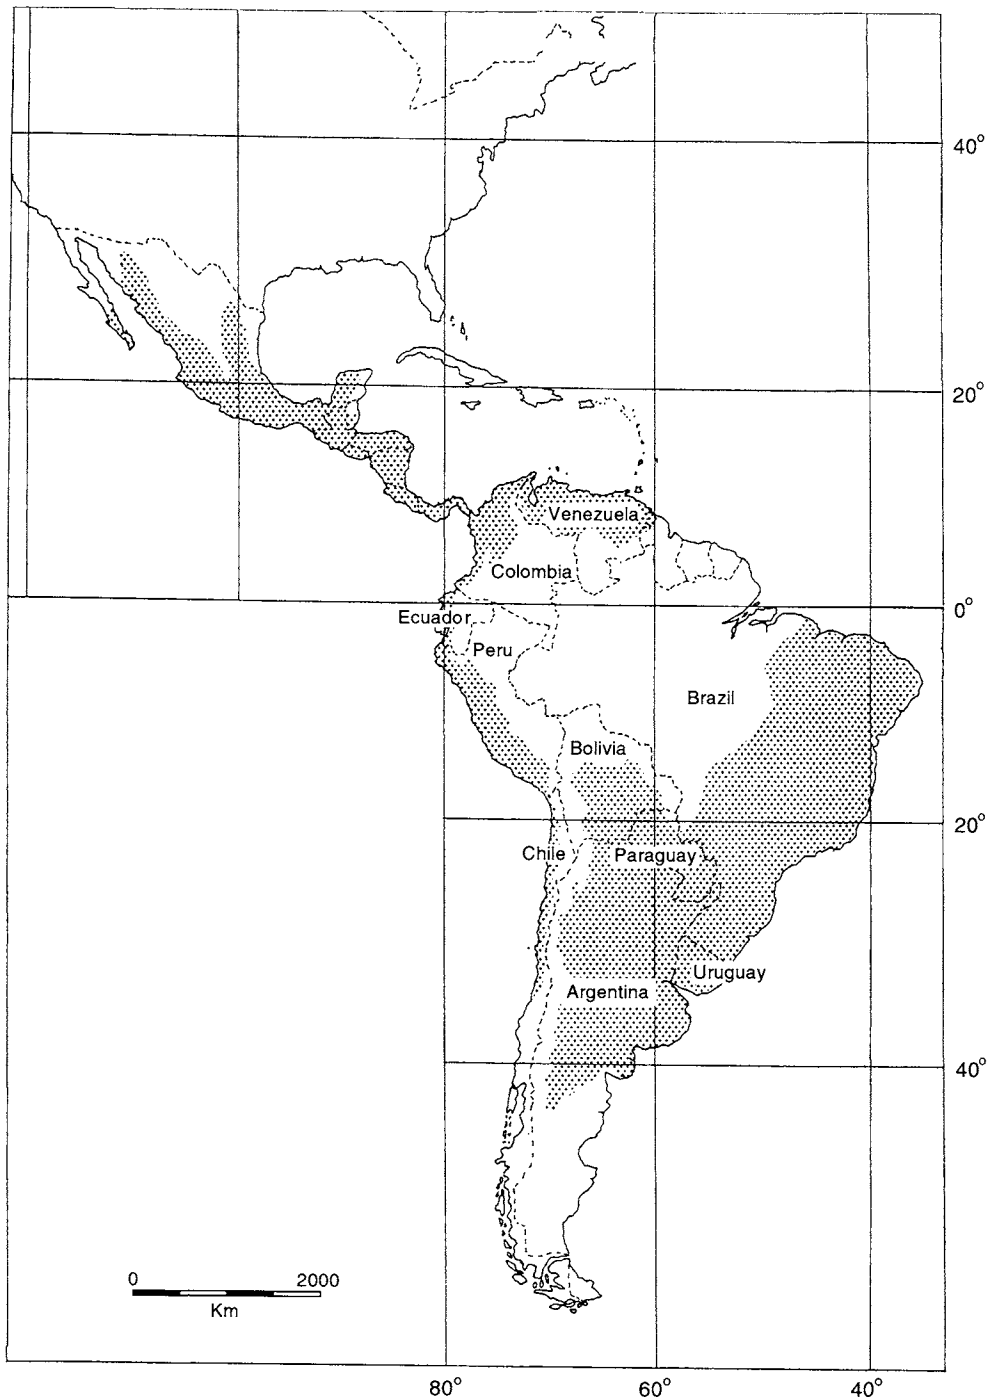 40°
20°
Venezuela
Colombia
0°
Ecuador
Peru
Brazil
Bolivia
20°
Chile
Paraguay
Uruguay
Argentina
40°
0 2000
Km
80° 60° 40°